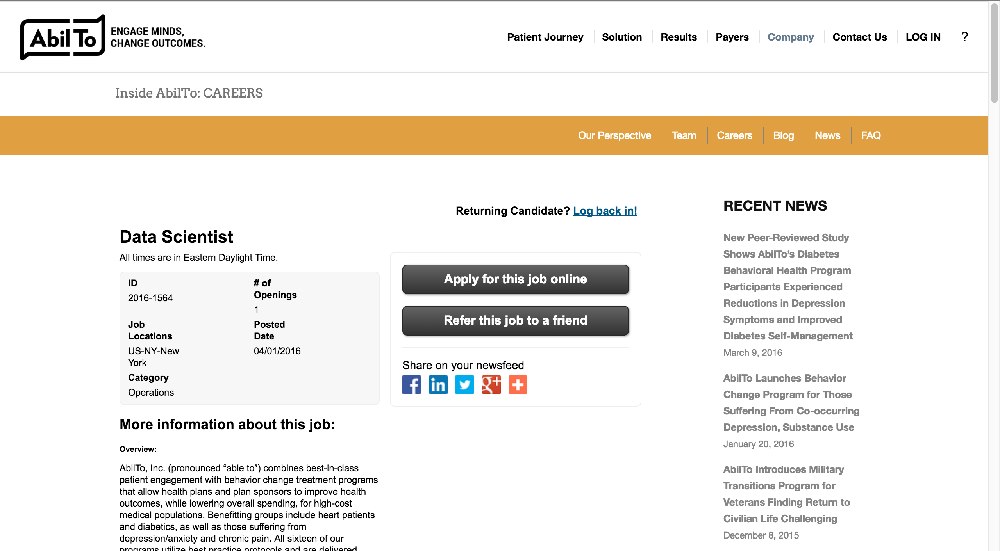 AbilTo
ENGAGE MINDS,
CHANGE OUTCOMES.
Patient Journey
Solution
Results
Payers
Company
Contact Us
LOG IN
?
Inside AbilTo: CAREERS
Our Perspective
Team
Careers
Blog
News
FAQ
Returning Candidate? Log back in!
Data Scientist
All times are in Eastern Daylight Time.
ID
2016-1564
# of
Openings
1
Job
Locations
US-NY-New
York
Posted
Date
04/01/2016
Category
Operations
Apply for this job online
Refer this job to a friend
Share on your newsfeed
f
in
g+
More information about this job:
Overview:
AbilTo, Inc. (pronounced “able to”) combines best-in-class
patient engagement with behavior change treatment programs
that allow health plans and plan sponsors to improve health
outcomes, while lowering overall spending, for high-cost
medical populations. Benefitting groups include heart patients
and diabetics, as well as those suffering from
depression/anxiety and chronic pain. All sixteen of our
programs utilize best practice protocols and are delivered
RECENT NEWS
New Peer-Reviewed Study
Shows AbilTo’s Diabetes
Behavioral Health Program
Participants Experienced
Reductions in Depression
Symptoms and Improved
Diabetes Self-Management
March 9, 2016
AbilTo Launches Behavior
Change Program for Those
Suffering From Co-occurring
Depression, Substance Use
January 20, 2016
AbilTo Introduces Military
Transitions Program for
Veterans Finding Return to
Civilian Life Challenging
December 8, 2015